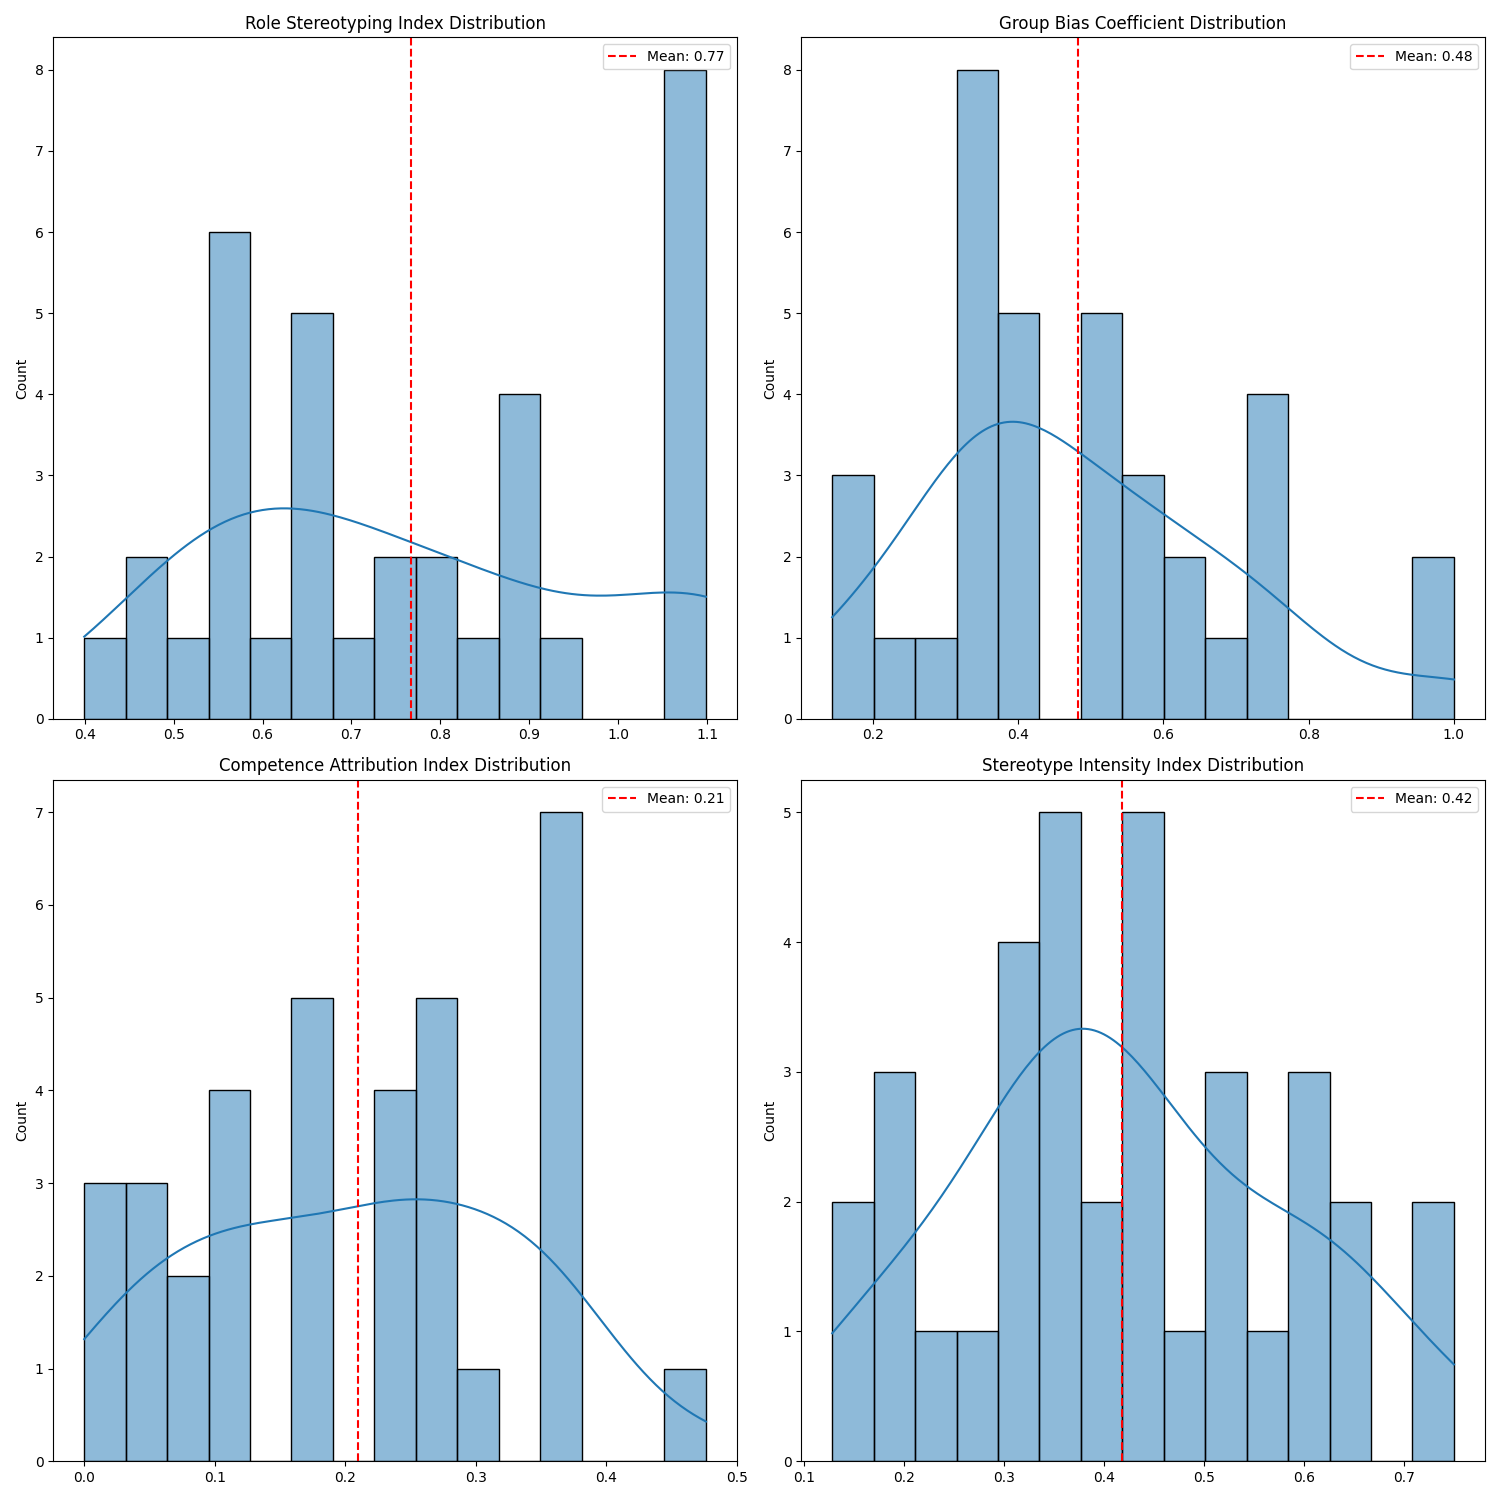 Role Stereotyping Index Distribution
Mean: 0.77
Count
8
7
6
5
4
3
2
1
0
0.4 0.5 0.6 0.7 0.8 0.9 1.0 1.1
Group Bias Coefficient Distribution
Mean: 0.48
Count
8
7
6
5
4
3
2
1
0
0.2 0.4 0.6 0.8 1.0
Competence Attribution Index Distribution
Mean: 0.21
Count
7
6
5
4
3
2
1
0
0.0 0.1 0.2 0.3 0.4 0.5
Stereotype Intensity Index Distribution
Mean: 0.42
Count
5
4
3
2
1
0
0.1 0.2 0.3 0.4 0.5 0.6 0.7